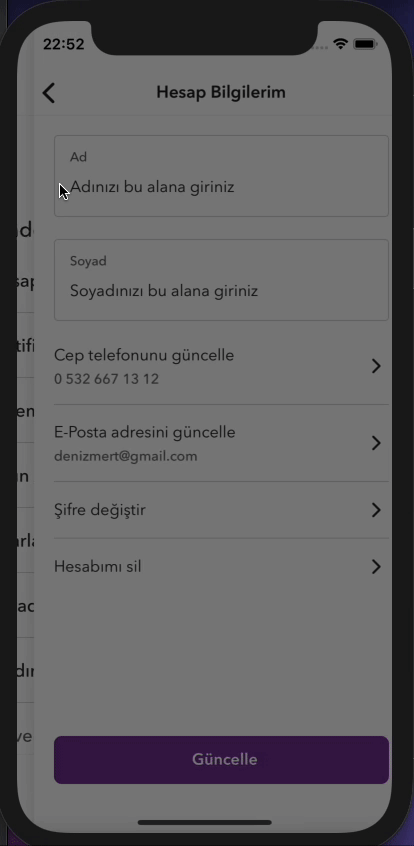 22:52
Hesap Bilgilerim
Ad
Adınızı bu alana giriniz
Soyad
Soyadınızı bu alana giriniz
Cep telefonunu güncelle
0 532 667 13 12
E-Posta adresini güncelle
denizmert@gmail.com
Şifre değiştir
Hesabımı sil
Güncelle